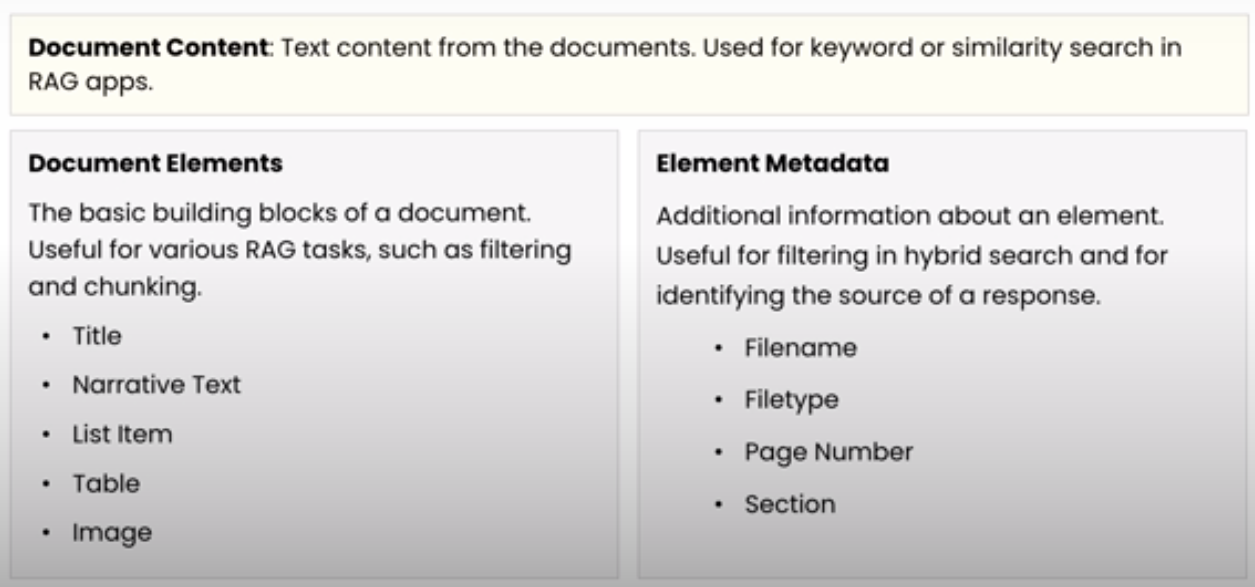 Document Content: Text content from the documents. Used for keyword or similarity search in
RAG apps.
Document Elements
The basic building blocks of a document.
Useful for various RAG tasks, such as filtering
and chunking.
• Title
• Narrative Text
• List Item
• Table
• Image
Element Metadata
Additional information about an element.
Useful for filtering in hybrid search and for
identifying the source of a response.
• Filename
• Filetype
• Page Number
• Section